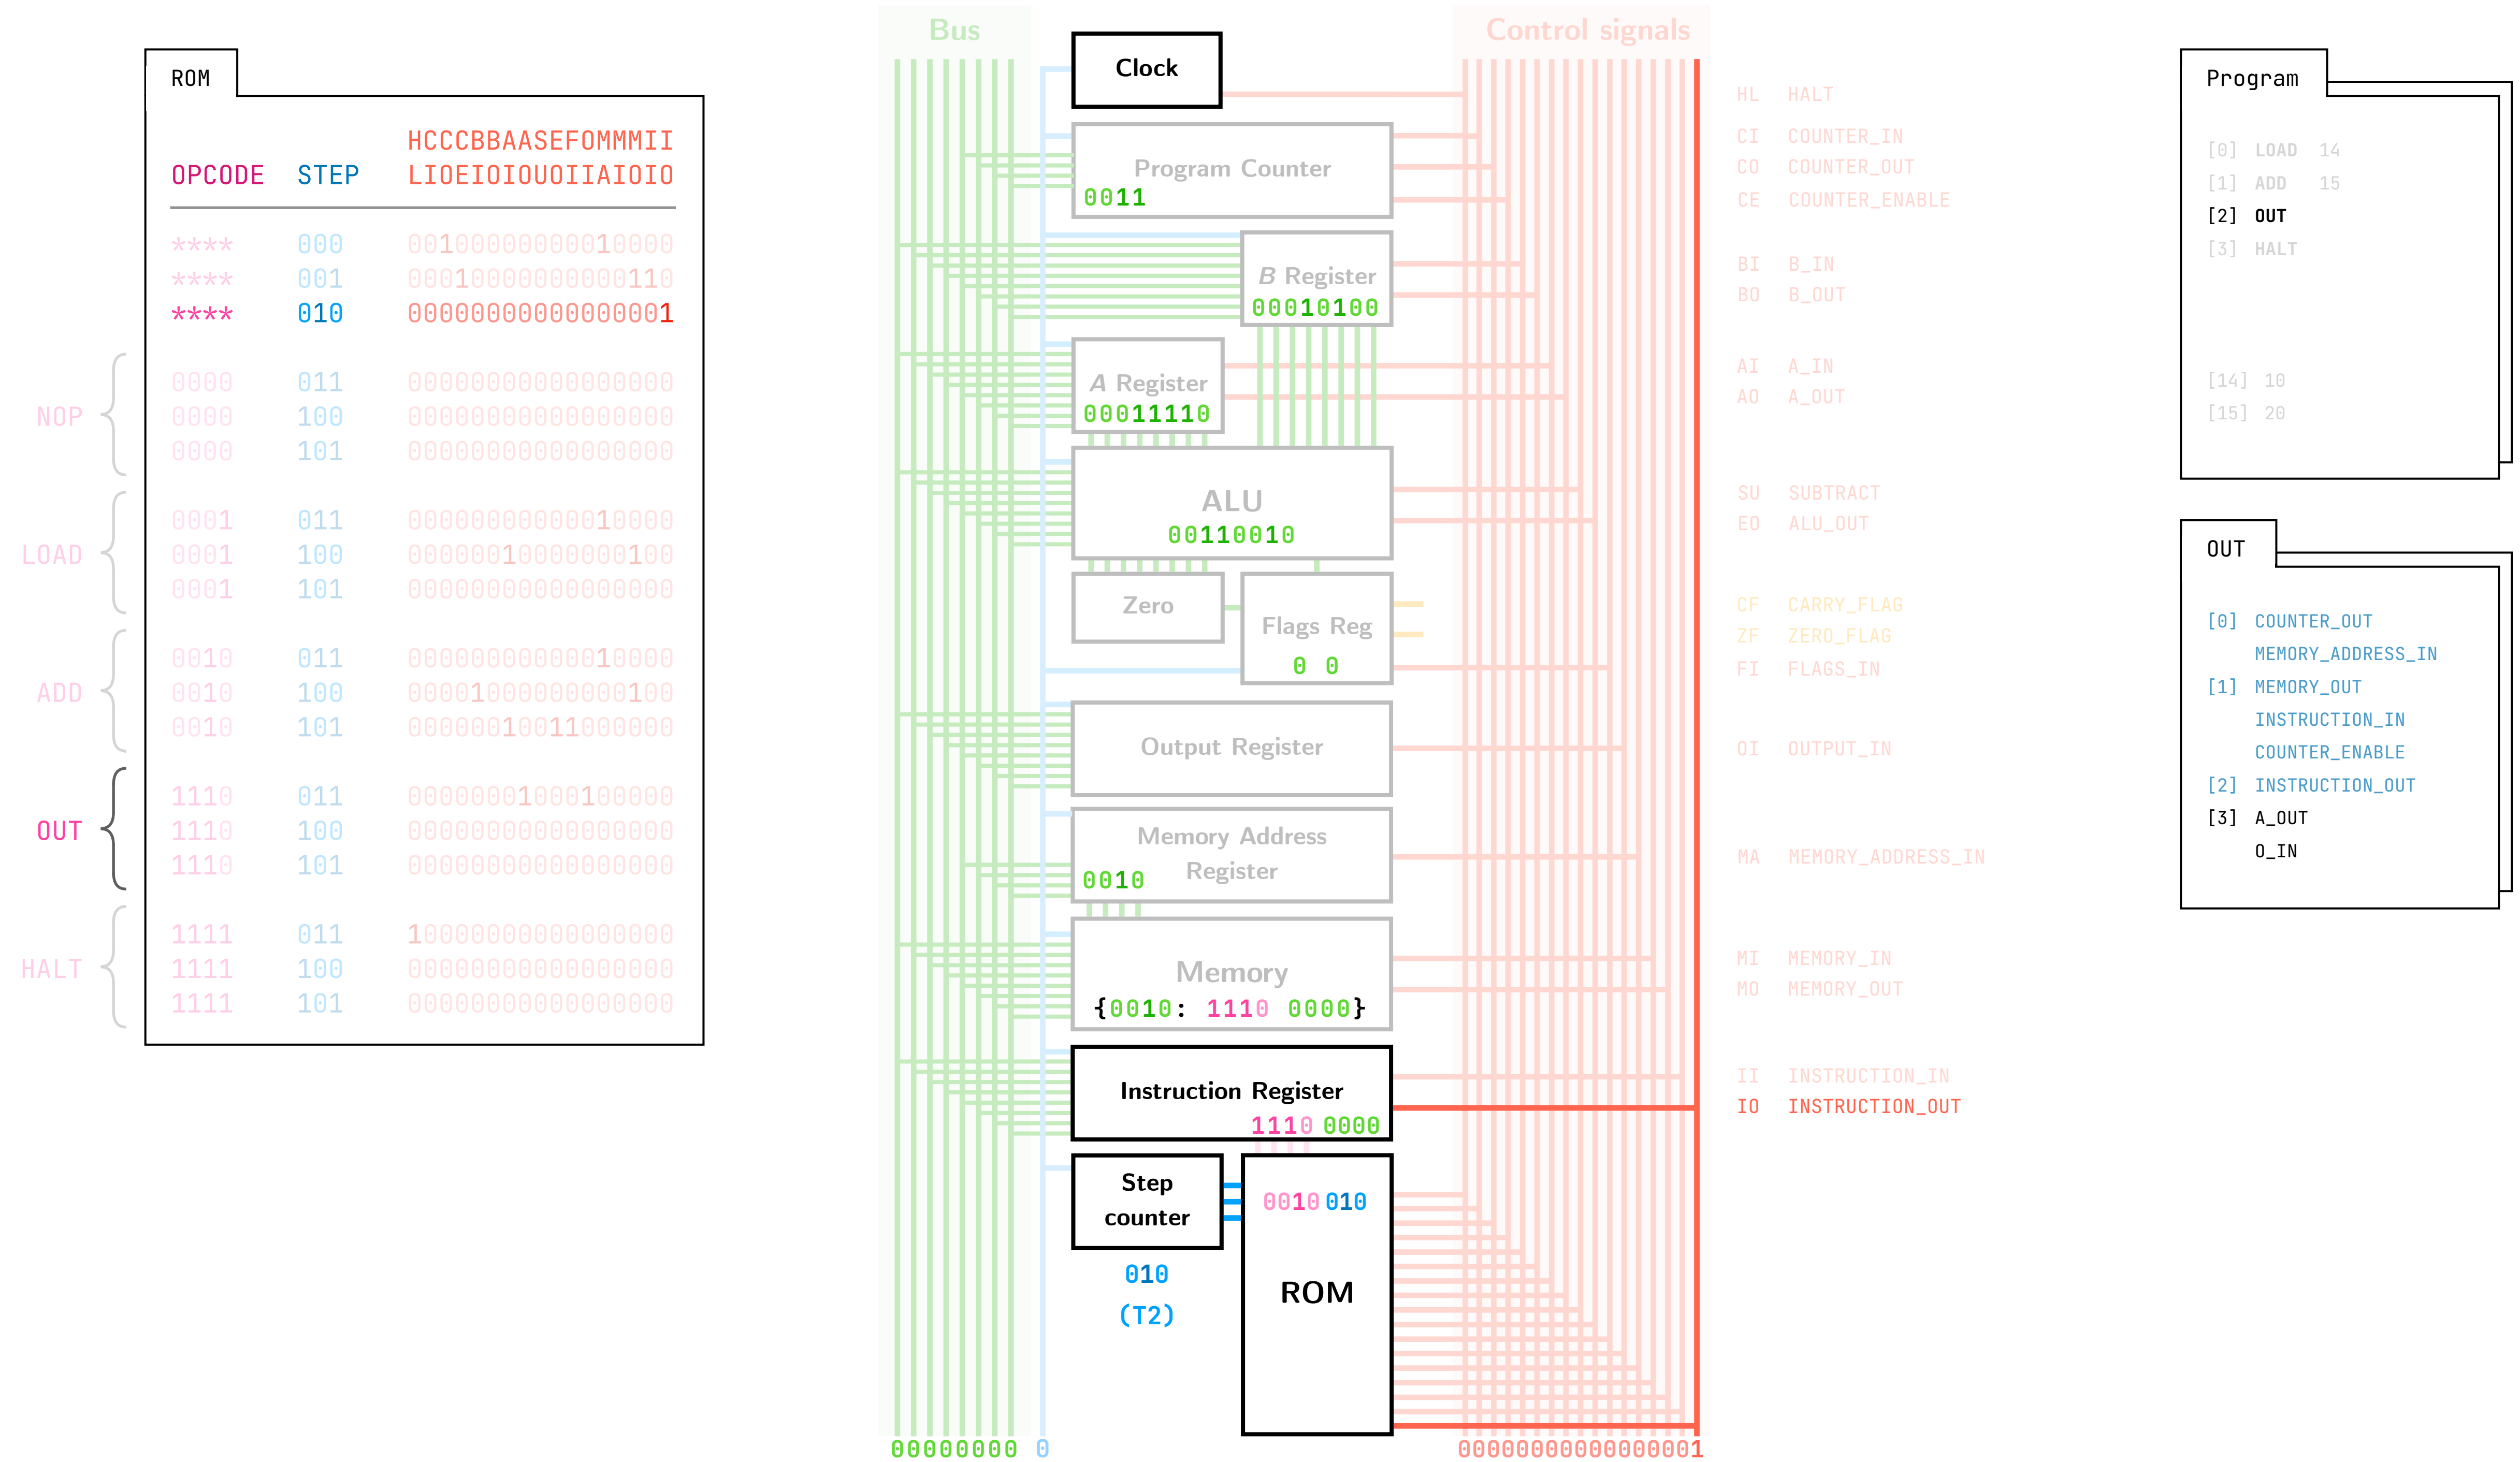 ROM
HCCCBBAASEFOMMMII
OPCODE STEP LIOEIOIOUOIIAIOIO
**** 000 00100000000010000
**** 001 00010000000000110
**** 010 00000000000000001
0000 011 00000000000000000
NOP 0000 100 00000000000000000
0000 101 00000000000000000
0001 011 00000000000010000
LOAD 0001 100 00000010000000100
0001 101 00000000000000000
0010 011 00000000000010000
ADD 0010 100 00001000000000100
0010 101 00000010011000000
1110 011 00000001000100000
OUT 1110 100 00000000000000000
1110 101 00000000000000000
1111 011 10000000000000000
HALT 1111 100 00000000000000000
1111 101 00000000000000000
Bus
Control signals
Clock
Program Counter
0011
B Register
00010100
A Register
00011110
ALU
00110010
Zero
Flags Reg
0 0
Output Register
Memory Address
Register
0010
Memory
{0010: 1110 0000}
Instruction Register
1110 0000
Step
counter
010
(T2)
0010 010
ROM
00000000 0 00000000000000001
HL HALT
CI COUNTER_IN
CO COUNTER_OUT
CE COUNTER_ENABLE
BI B_IN
BO B_OUT
AI A_IN
AO A_OUT
SU SUBTRACT
EO ALU_OUT
CF CARRY_FLAG
ZF ZERO_FLAG
FI FLAGS_IN
OI OUTPUT_IN
MA MEMORY_ADDRESS_IN
MI MEMORY_IN
MO MEMORY_OUT
II INSTRUCTION_IN
IO INSTRUCTION_OUT
Program
[0] LOAD 14
[1] ADD 15
[2] OUT
[3] HALT
[14] 10
[15] 20
OUT
[0] COUNTER_OUT
MEMORY_ADDRESS_IN
[1] MEMORY_OUT
INSTRUCTION_IN
COUNTER_ENABLE
[2] INSTRUCTION_OUT
[3] A_OUT
O_IN